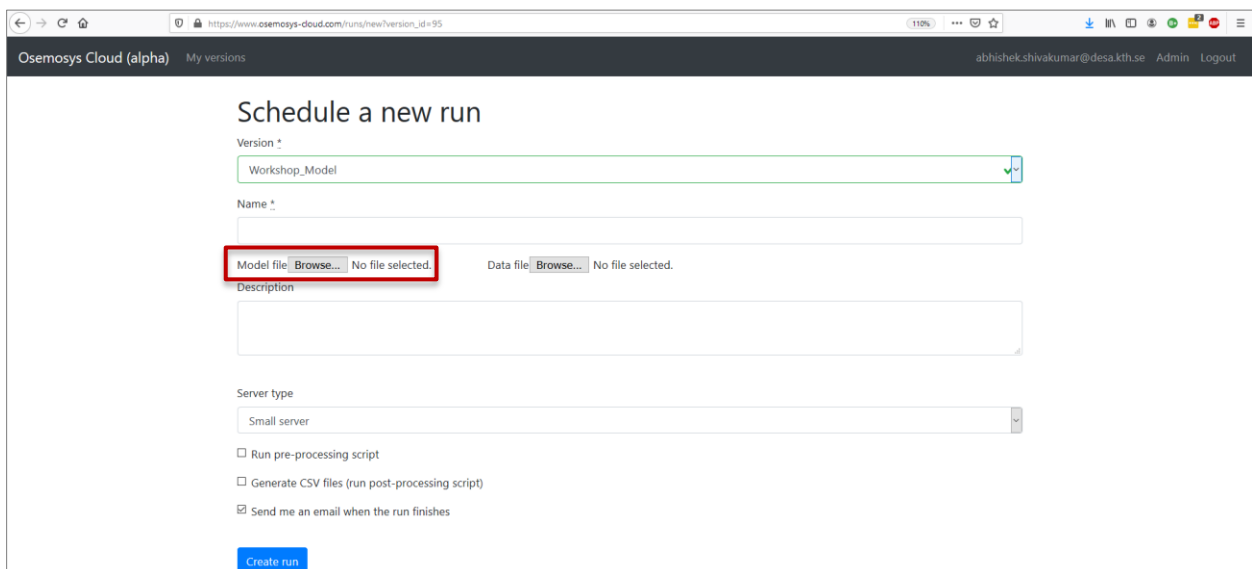 https://www.osemosys-cloud.com/runs/new?version_id=95 110% 2 ABP
Osemosys Cloud (alpha) My versions abhishek.shivakumar@desa.kth.se Admin Logout
Schedule a new run
Version *
Workshop_Model
Name *
Model file Browse... No file selected. Data file Browse... No file selected.
Description
Server type
Small server
Run pre-processing script
Generate CSV files (run post-processing script)
Send me an email when the run finishes
Create run